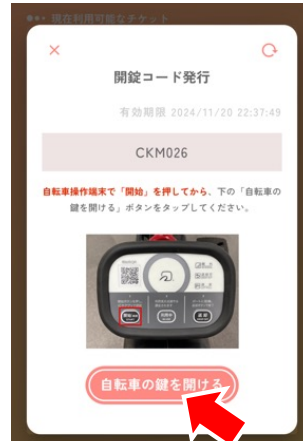 現在利用可能なチケット
開錠コード発行
有効期限 2024/11/20 22:37:49
CKM026
自転車操作端末で「開始」を押してから、下の「自転車の
鍵を開ける」ボタンをタップしてください。
開始
自転車の鍵を開ける